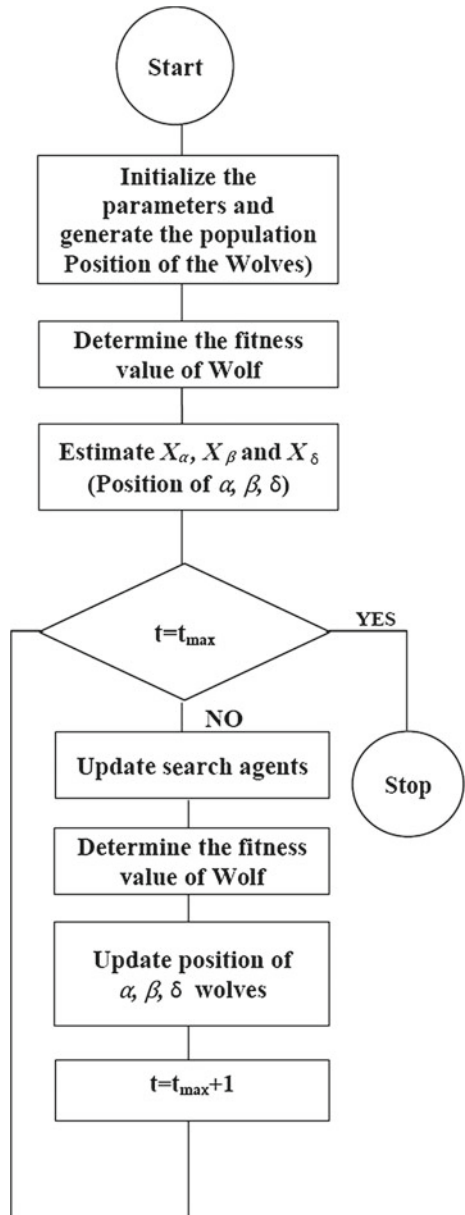 Start
Initialize the
parameters and
generate the population
Position of the Wolves)
Determine the fitness
value of Wolf
Estimate Xα, Xβ and Xδ
(Position of α, β, δ)
t=tmax
YES
NO
Update search agents
Stop
Determine the fitness
value of Wolf
Update position of
α, β, δ wolves
t=tmax+1